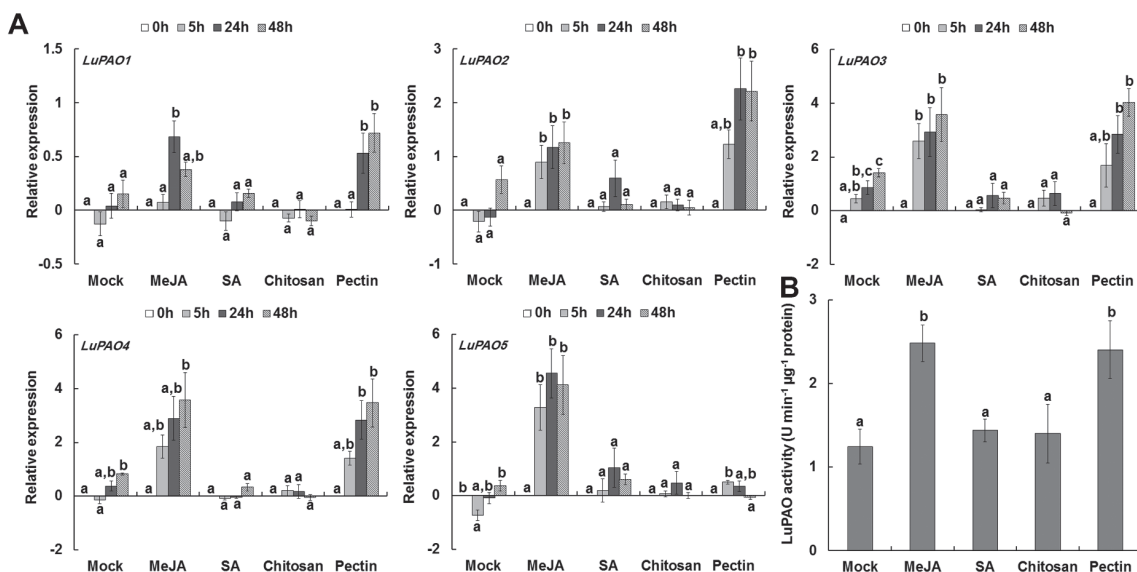 A
0h 5h 24h 48h
LuPAO1
Relative expression
1.5
1
0.5
0
-0.5
a a a a
a a b a,b
a a a a
a a a a
a a b b
Mock MeJA SA Chitosan Pectin
0h 5h 24h 48h
LuPAO2
Relative expression
3
2
1
0
-1
a a a a
a b b b
a a a a
a a a a
a a,b b b
Mock MeJA SA Chitosan Pectin
0h 5h 24h 48h
LuPAO3
Relative expression
6
4
2
0
-2
a a,b b,c c
a b b b
a a a a
a a a a
a a,b b b
Mock MeJA SA Chitosan Pectin
0h 5h 24h 48h
LuPAO4
Relative expression
6
4
2
0
-2
a a a,b b
a a,b a,b b
a a a a
a a a a
a a,b b b
Mock MeJA SA Chitosan Pectin
0h 5h 24h 48h
LuPAO5
Relative expression
6
4
2
0
-2
b a a,b b
a b b b
a a a a
a a a a
a b a,b a
Mock MeJA SA Chitosan Pectin
B
LuPAO activity (U min-1 µg-1 protein)
3
2
1
0
a b a a b
Mock MeJA SA Chitosan Pectin